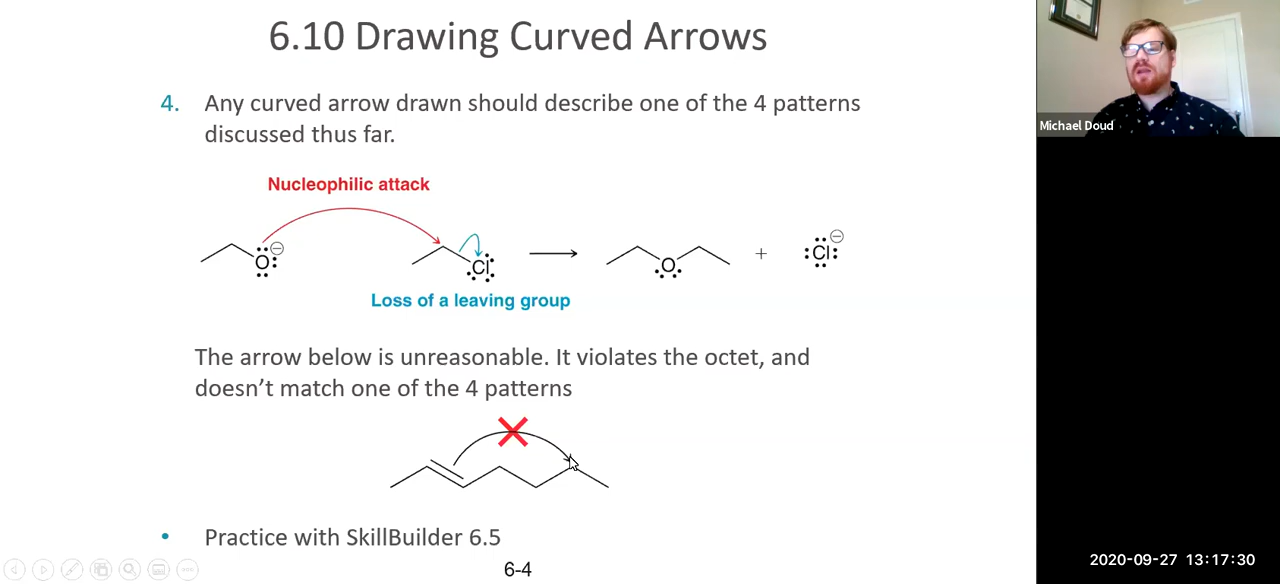 6.10 Drawing Curved Arrows
4. Any curved arrow drawn should describe one of the 4 patterns
discussed thus far.
Nucleophilic attack
O
Cl
+
O
Cl
Loss of a leaving group
The arrow below is unreasonable. It violates the octet, and
doesn't match one of the 4 patterns
• Practice with SkillBuilder 6.5
6-4
Michael Doud
2020-09-27 13:17:30